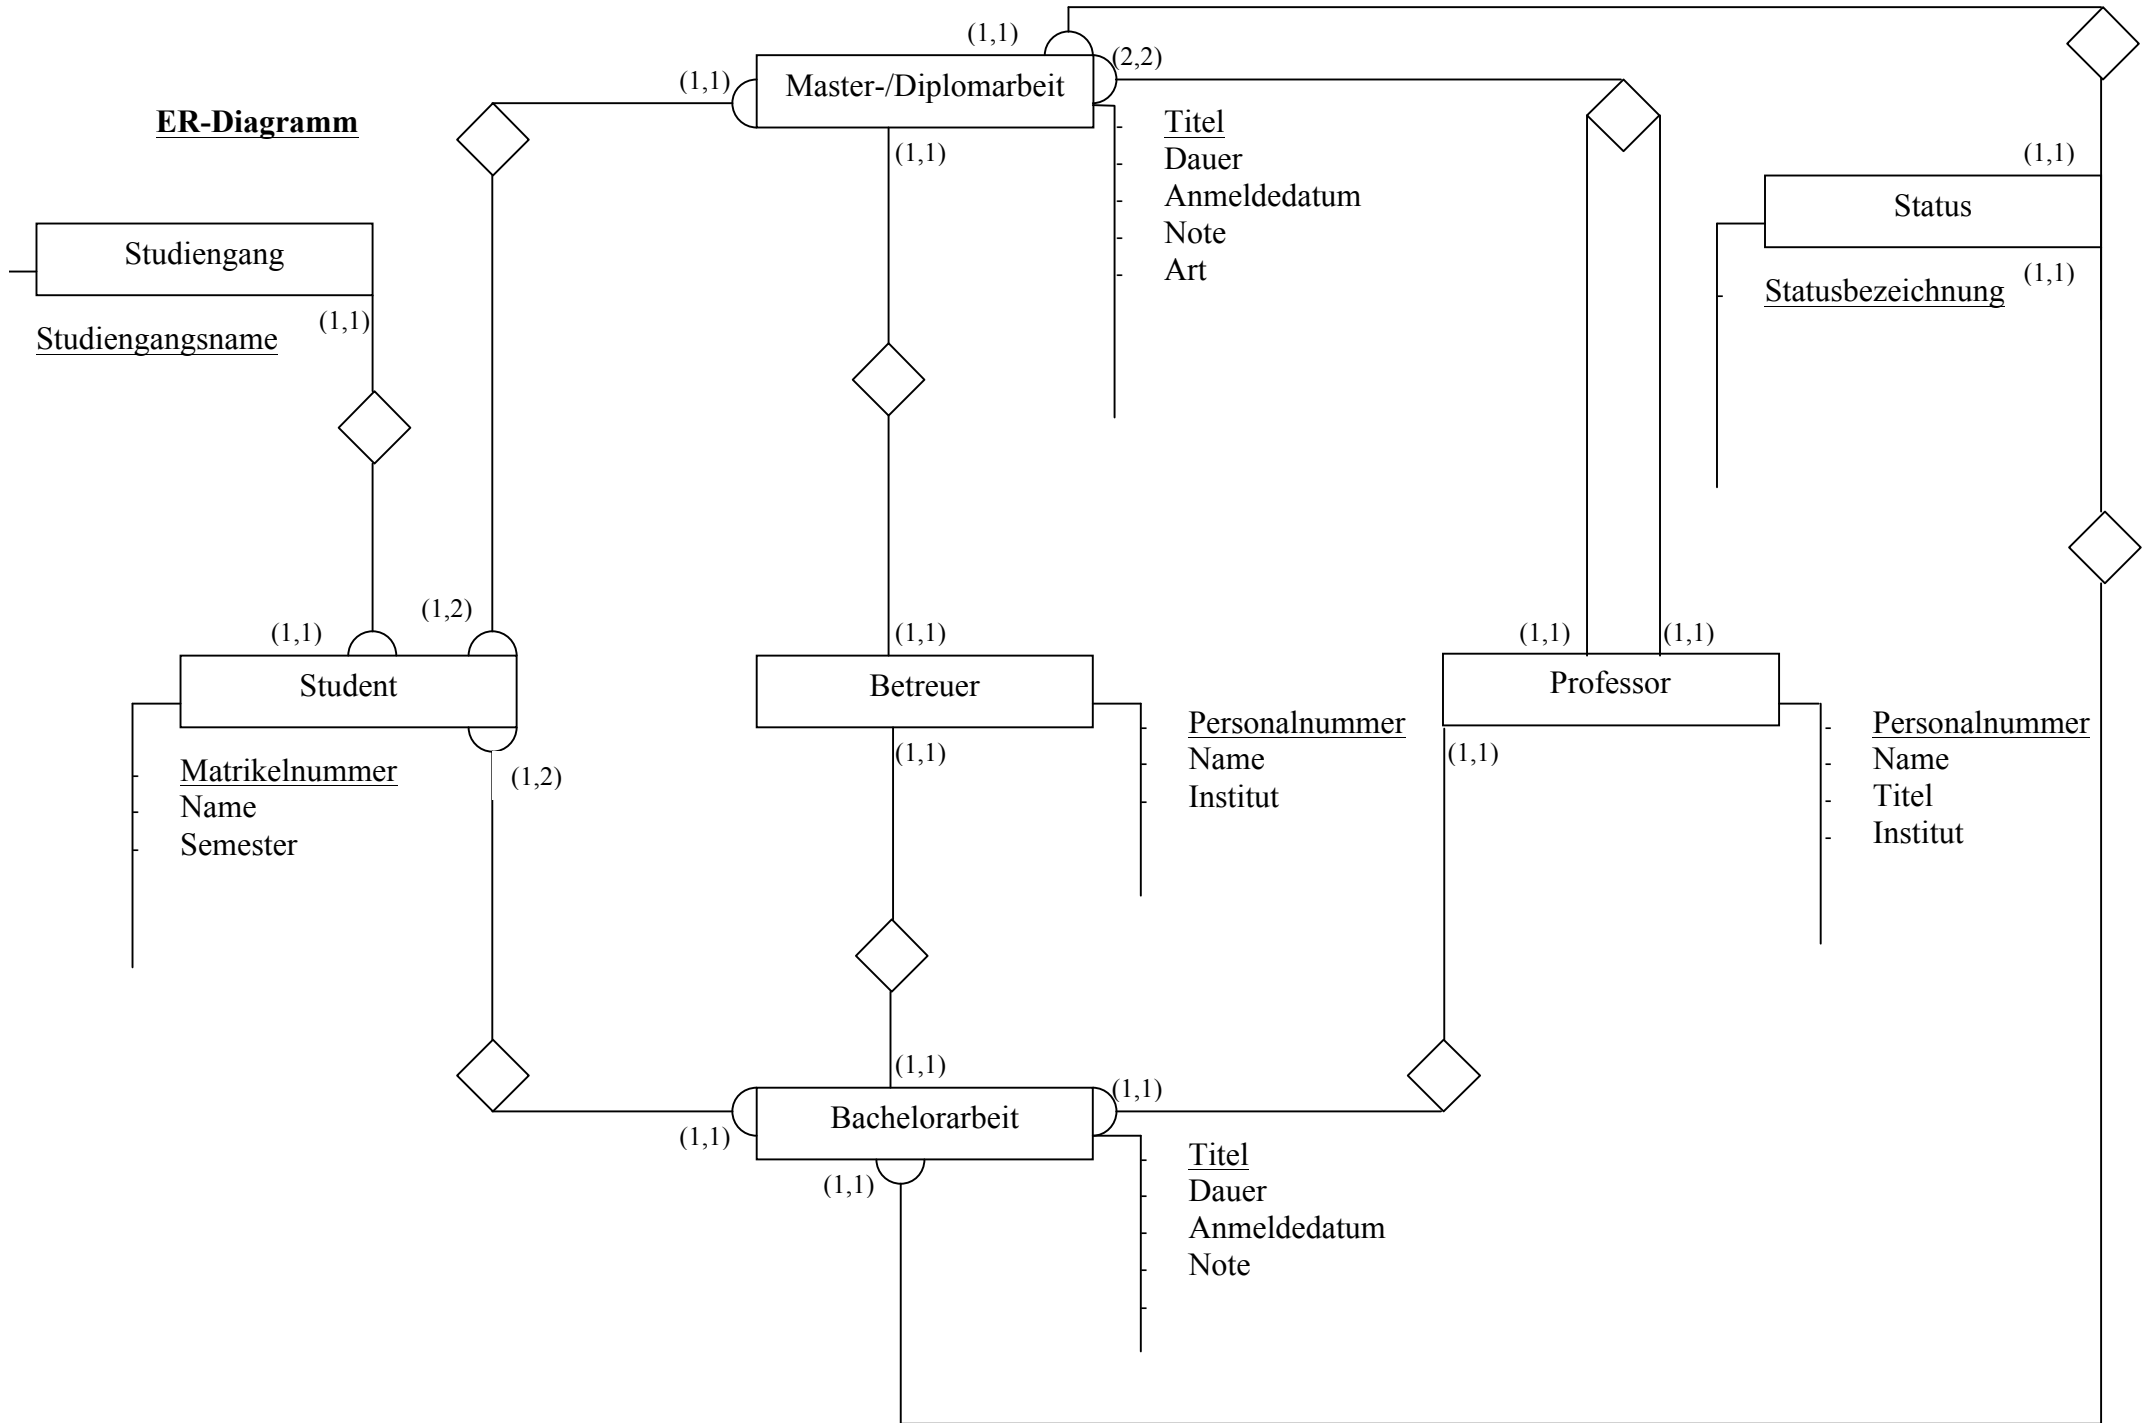 (1,1)
(2,2)
(1,1)
Master-/Diplomarbeit
ER-Diagramm
Titel
Dauer
Anmeldedatum
Note
Art
(1,1)
(1,1)
Status
(1,1)
Statusbezeichnung
Studiengang
(1,1)
Studiengangsname
(1,1)
(1,2)
Student
Matrikelnummer
Name
Semester
(1,2)
(1,1)
Betreuer
(1,1)
Personalnummer
Name
Institut
(1,1)
(1,1)
Professor
(1,1)
Personalnummer
Name
Titel
Institut
(1,1)
(1,1)
Bachelorarbeit
(1,1)
(1,1)
Titel
Dauer
Anmeldedatum
Note